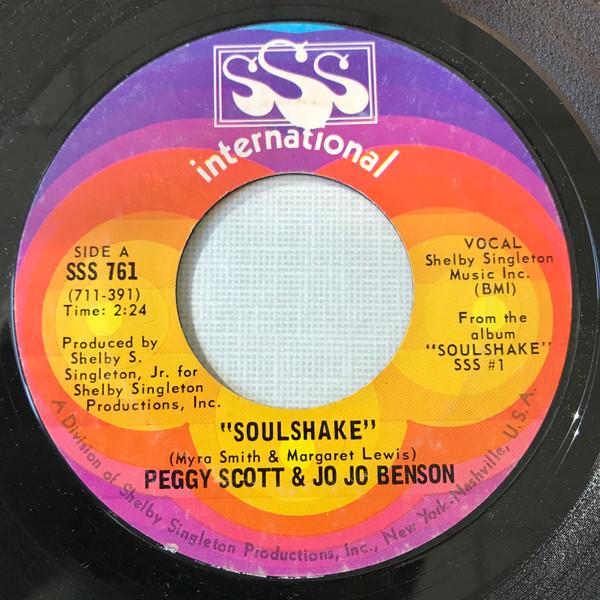 SSS
international
SIDE A
SSS 761
(711-391)
Time: 2:24
Produced by
Shelby S.
Singleton, Jr. for
Shelby Singleton
Productions, Inc.
VOCAL
Shelby Singleton
Music Inc.
(BMI)
From the
album
"SOULSHAKE"
SSS #1
"SOULSHAKE"
(Myra Smith & Margaret Lewis)
PEGGY SCOTT & JO JO BENSON
A Division of Shelby Singleton Productions, Inc., New York-Nashville, U.S.A.